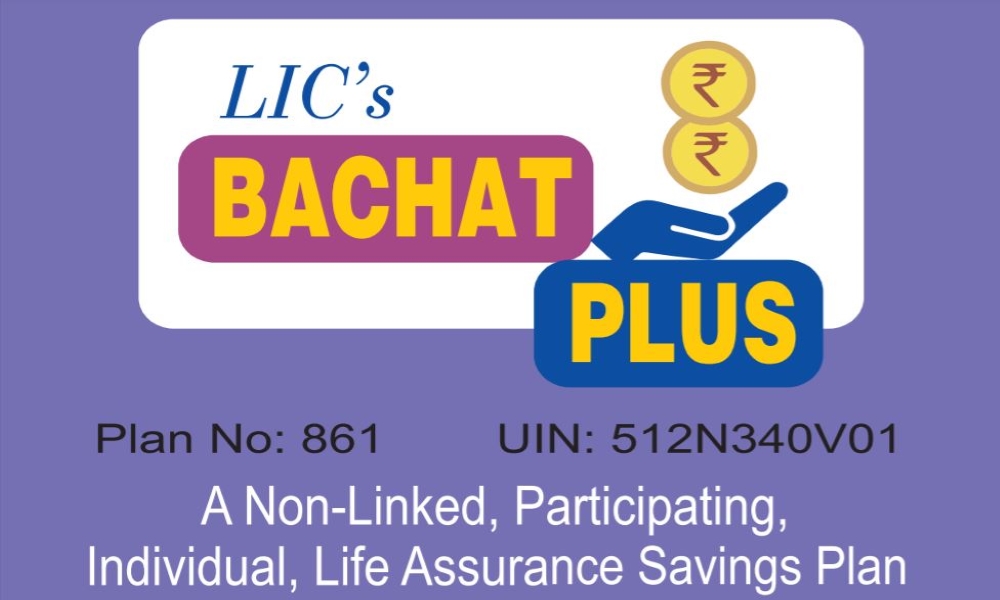 LIC's
BACHAT
PLUS
Plan No: 861 UIN: 512N340V01
A Non-Linked, Participating,
Individual, Life Assurance Savings Plan